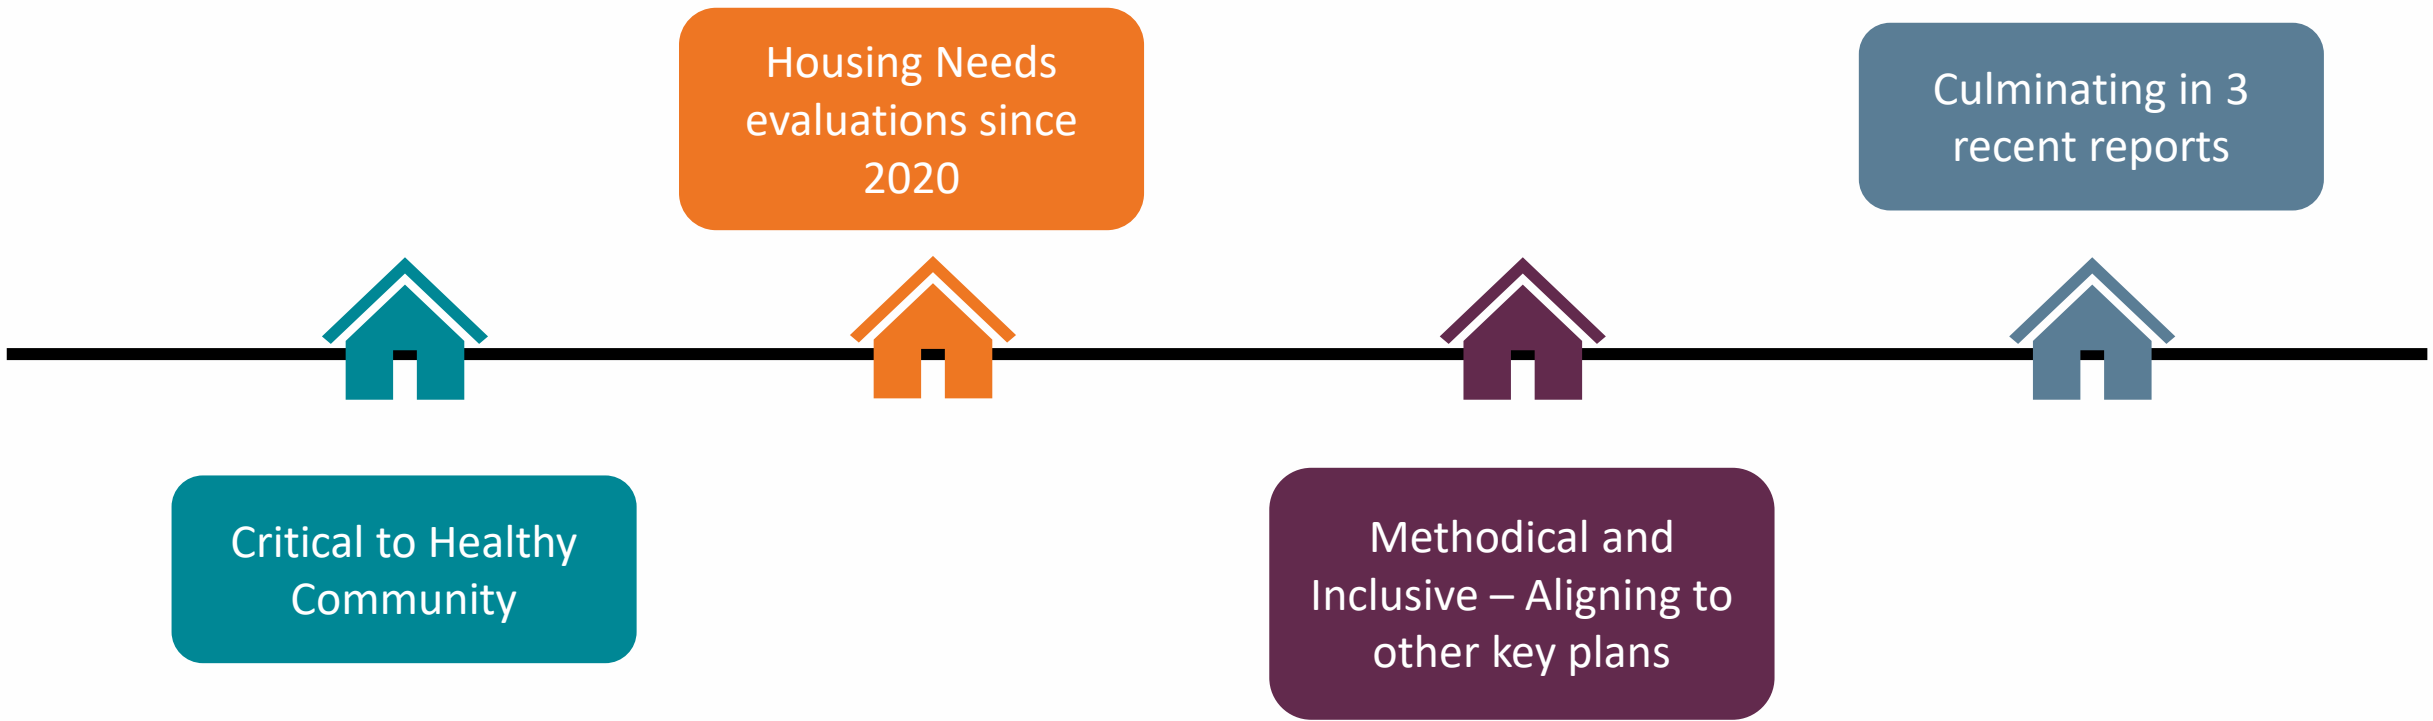 Critical to Healthy
Community
Housing Needs
evaluations since
2020
Methodical and
Inclusive – Aligning to
other key plans
Culminating in 3
recent reports